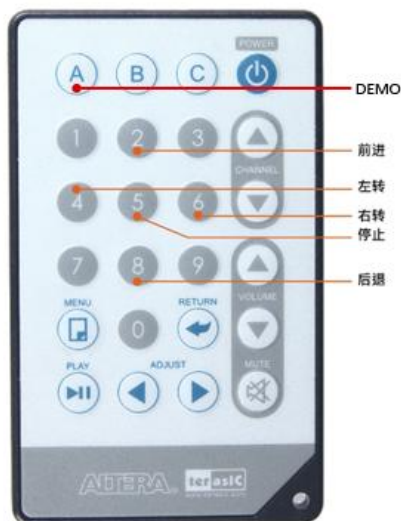 POWER
A B C
DEMO
1 2 3
前进
CHANNEL
左转
4 5 6
右转
停止
7 8 9
后退
VOLUME
MENU
RETURN
0
PLAY
ADJUST
MUTE
ALTERA
terasIC